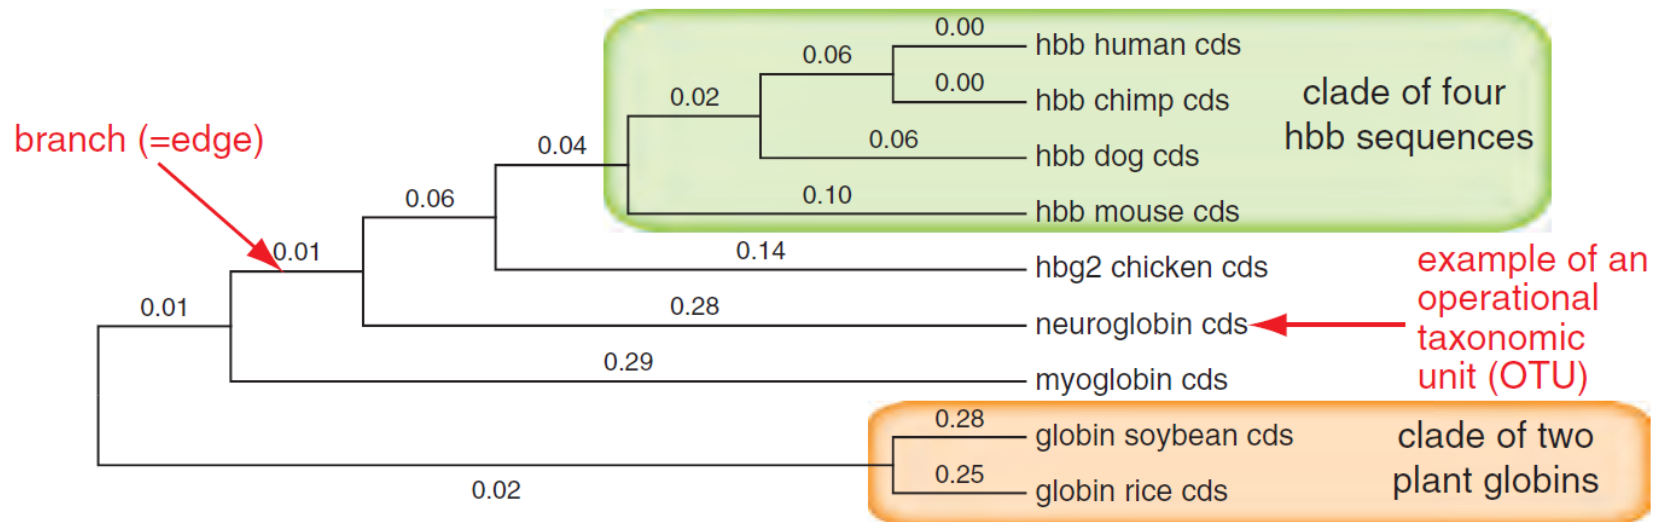 0.00
hbb human cds
0.06
0.00
hbb chimp cds
clade of four
hbb sequences
0.02
branch (=edge)
0.04
0.06
hbb dog cds
0.10
hbb mouse cds
0.06
0.01
0.14
hbg2 chicken cds
example of an
operational
taxonomic
unit (OTU)
0.01
0.28
neuroglobin cds
0.29
myoglobin cds
0.28
globin soybean cds
clade of two
plant globins
0.02
0.25
globin rice cds